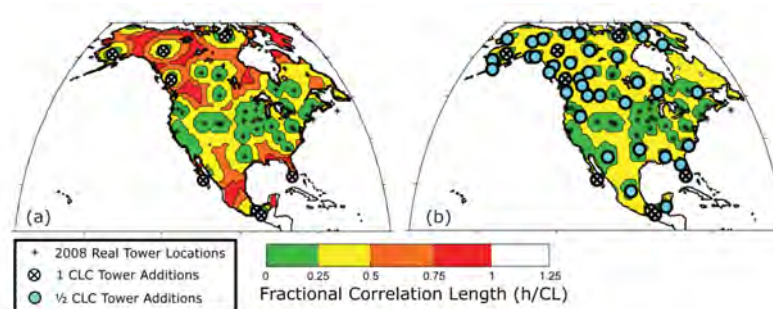 (a)
(b)
2008 Real Tower Locations
1 CLC Tower Additions
½ CLC Tower Additions
0 0.25 0.5 0.75 1 1.25
Fractional Correlation Length (h/CL)